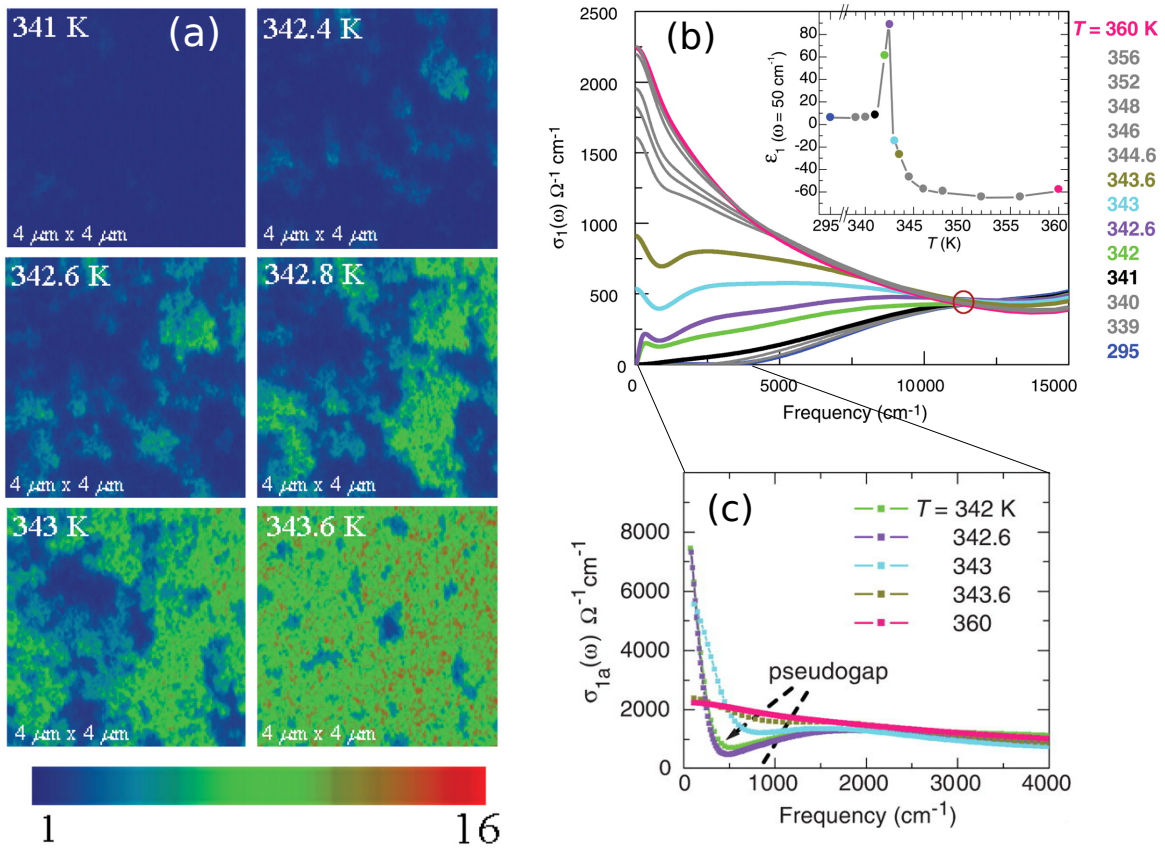 341 K
(a)
4 μm x 4 μm
342.4 K
4 μm x 4 μm
342.6 K
4 μm x 4 μm
342.8 K
4 μm x 4 μm
343 K
4 μm x 4 μm
343.6 K
4 μm x 4 μm
1
16
(b)
2500
2000
1500
1000
500
0
σ₁(ω) Ω⁻¹ cm⁻¹
0
5000
10000
15000
Frequency (cm⁻¹)
80
60
40
20
0
-20
-40
-60
ε₁ (ω = 50 cm⁻¹)
295
340
345
350
355
360
T (K)
T = 360 K
356
352
348
346
344.6
343.6
343
342.6
342
341
340
339
295
(c)
8000
6000
4000
2000
0
σ₁ₐ(ω) Ω⁻¹cm⁻¹
T = 342 K
342.6
343
343.6
360
pseudogap
0
1000
2000
3000
4000
Frequency (cm⁻¹)